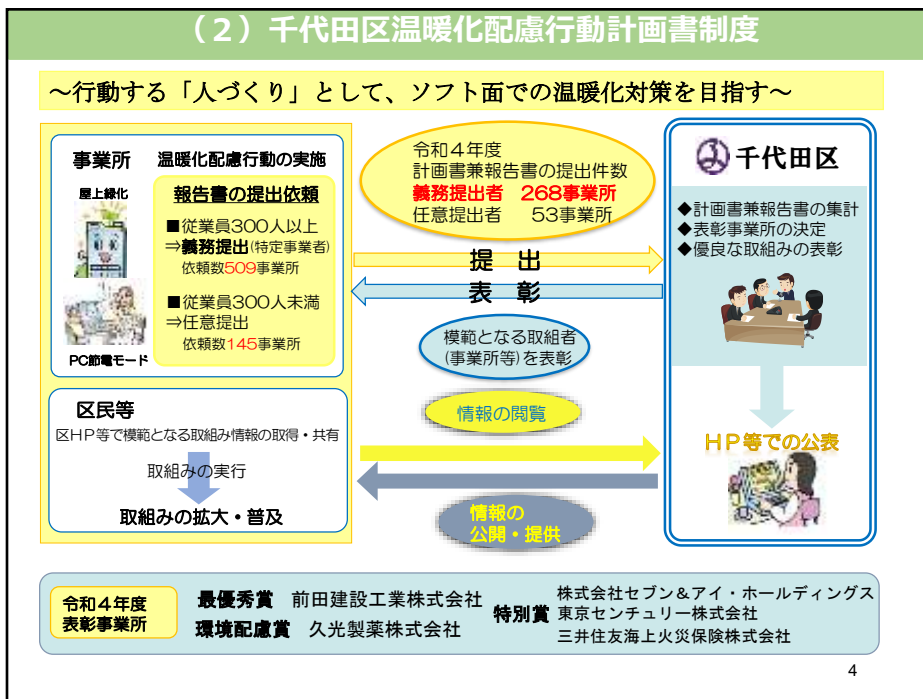 （２）千代田区温暖化配慮行動計画書制度
～行動する「人づくり」として、ソフト面での温暖化対策を目指す～
事業所 温暖化配慮行動の実施
屋上緑化
PC節電モード
報告書の提出依頼
■従業員300人以上
⇒義務提出(特定事業者)
依頼数509事業所
■従業員300人未満
⇒任意提出
依頼数145事業所
区民等
区ＨＰ等で模範となる取組み情報の取得・共有
取組みの実行
取組みの拡大・普及
令和４年度
計画書兼報告書の提出件数
義務提出者 268事業所
任意提出者 53事業所
提 出
表 彰
模範となる取組者
(事業所等)を表彰
情報の閲覧
情報の
公開・提供
千代田区
◆計画書兼報告書の集計
◆表彰事業所の決定
◆優良な取組みの表彰
ＨＰ等での公表
令和４年度
表彰事業所
最優秀賞 前田建設工業株式会社
環境配慮賞 久光製薬株式会社
特別賞
株式会社セブン＆アイ・ホールディングス
東京センチュリー株式会社
三井住友海上火災保険株式会社
4